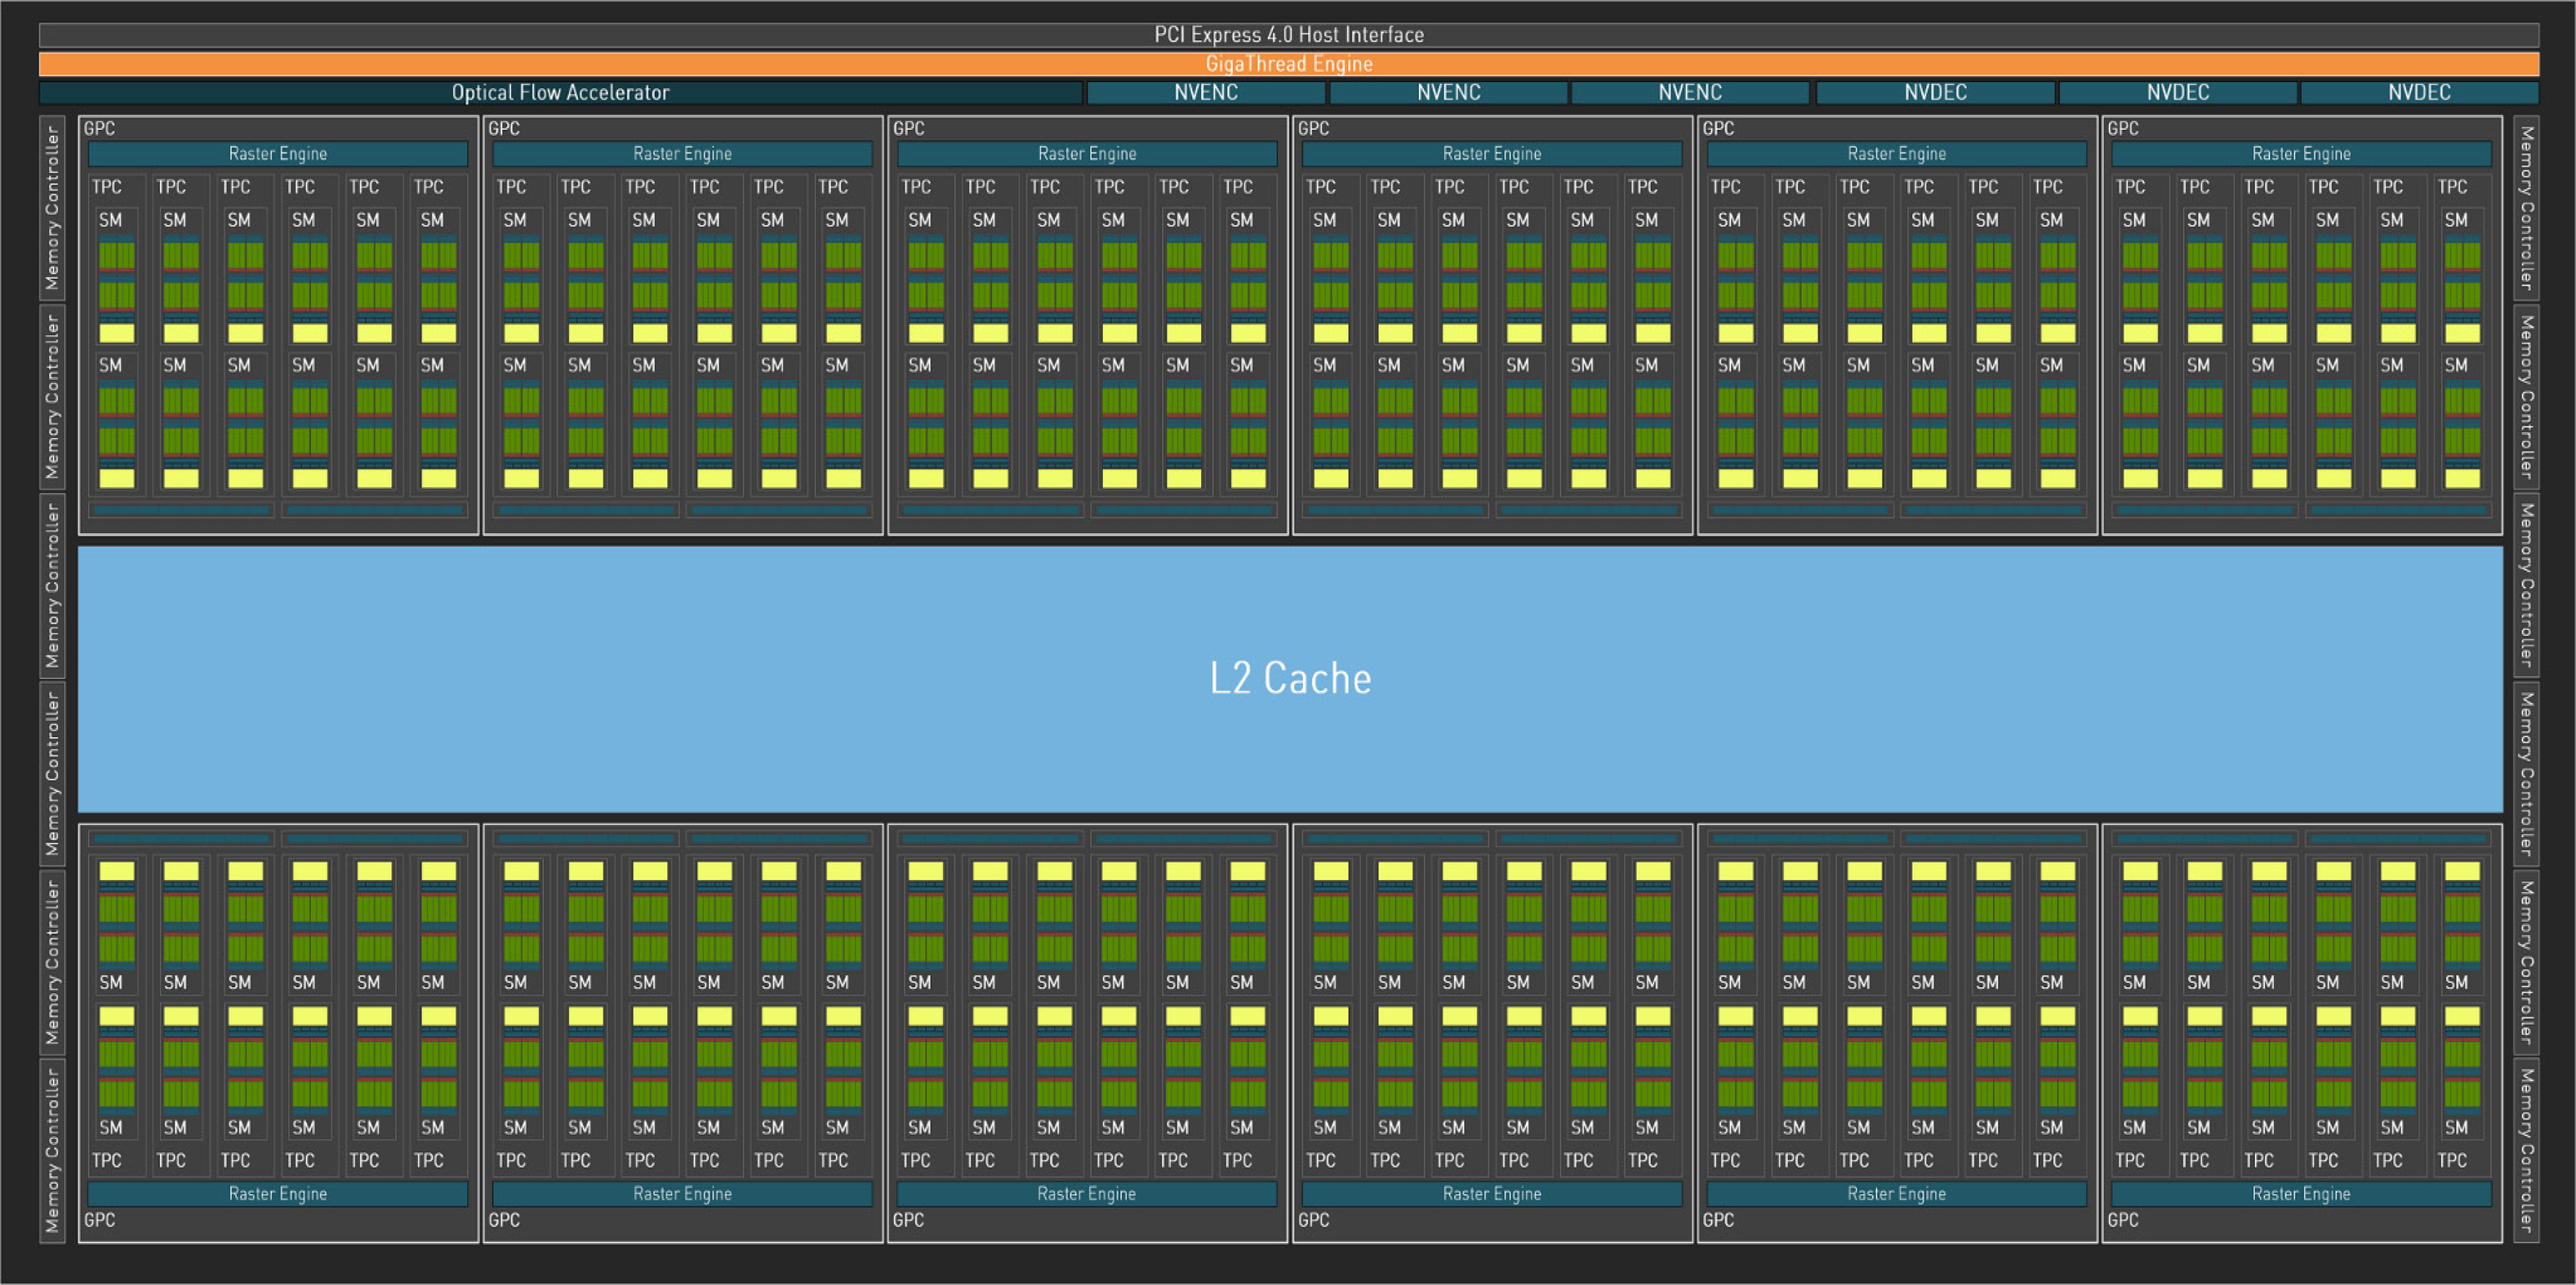 PCI Express 4.0 Host Interface
GigaThread Engine
Optical Flow Accelerator NVENC NVENC NVENC NVDEC NVDEC NVDEC
Memory Controller
Memory Controller
Memory Controller
Memory Controller
Memory Controller
Memory Controller
GPC GPC GPC GPC GPC GPC
Raster Engine Raster Engine Raster Engine Raster Engine Raster Engine Raster Engine
TPC TPC TPC TPC TPC TPC TPC TPC TPC TPC TPC TPC TPC TPC TPC TPC TPC TPC TPC TPC TPC TPC TPC TPC TPC TPC TPC TPC TPC TPC TPC TPC TPC TPC TPC TPC
SM SM SM SM SM SM SM SM SM SM SM SM SM SM SM SM SM SM SM SM SM SM SM SM SM SM SM SM SM SM SM SM SM SM SM SM
SM SM SM SM SM SM SM SM SM SM SM SM SM SM SM SM SM SM SM SM SM SM SM SM SM SM SM SM SM SM SM SM SM SM SM SM
L2 Cache
SM SM SM SM SM SM SM SM SM SM SM SM SM SM SM SM SM SM SM SM SM SM SM SM SM SM SM SM SM SM SM SM SM SM SM SM
SM SM SM SM SM SM SM SM SM SM SM SM SM SM SM SM SM SM SM SM SM SM SM SM SM SM SM SM SM SM SM SM SM SM SM SM
TPC TPC TPC TPC TPC TPC TPC TPC TPC TPC TPC TPC TPC TPC TPC TPC TPC TPC TPC TPC TPC TPC TPC TPC TPC TPC TPC TPC TPC TPC TPC TPC TPC TPC TPC TPC
Raster Engine Raster Engine Raster Engine Raster Engine Raster Engine Raster Engine
GPC GPC GPC GPC GPC GPC
Memory Controller
Memory Controller
Memory Controller
Memory Controller
Memory Controller
Memory Controller